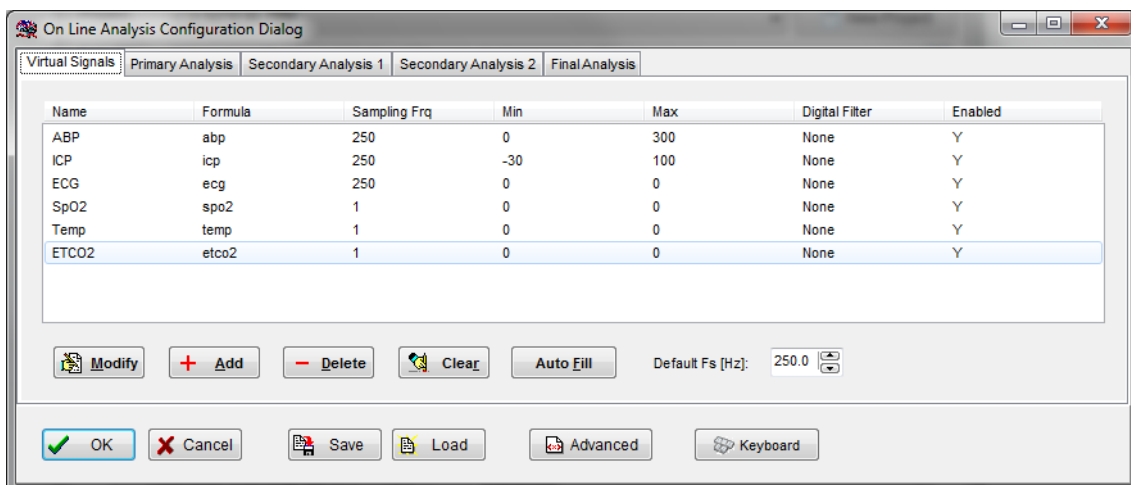 On Line Analysis Configuration Dialog
Virtual Signals Primary Analysis Secondary Analysis 1 Secondary Analysis 2 Final Analysis
Name Formula Sampling Frq Min Max Digital Filter Enabled
ABP abp 250 0 300 None Y
ICP icp 250 -30 100 None Y
ECG ecg 250 0 0 None Y
SpO2 spo2 1 0 0 None Y
Temp temp 1 0 0 None Y
ETCO2 etco2 1 0 0 None Y
Modify Add Delete Clear Auto Fill Default Fs [Hz]: 250.0
OK Cancel Save Load Advanced Keyboard